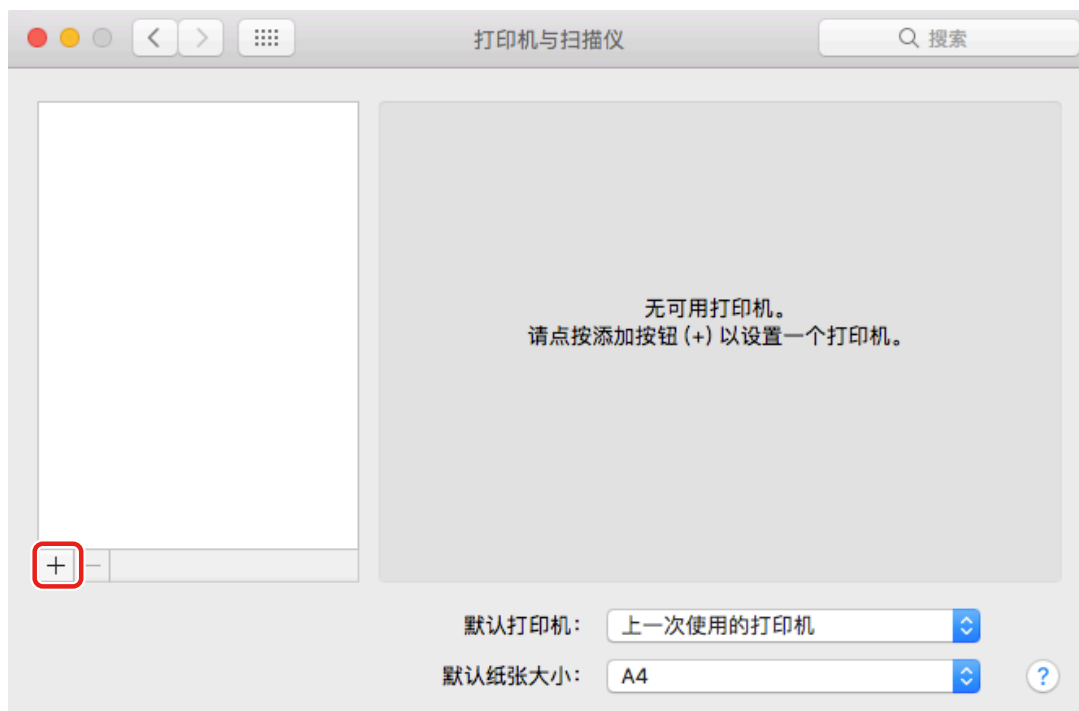 打印机与扫描仪
搜索
无可用打印机。
请点按添加按钮 (+) 以设置一个打印机。
+
−
默认打印机：
上一次使用的打印机
默认纸张大小：
A4
?